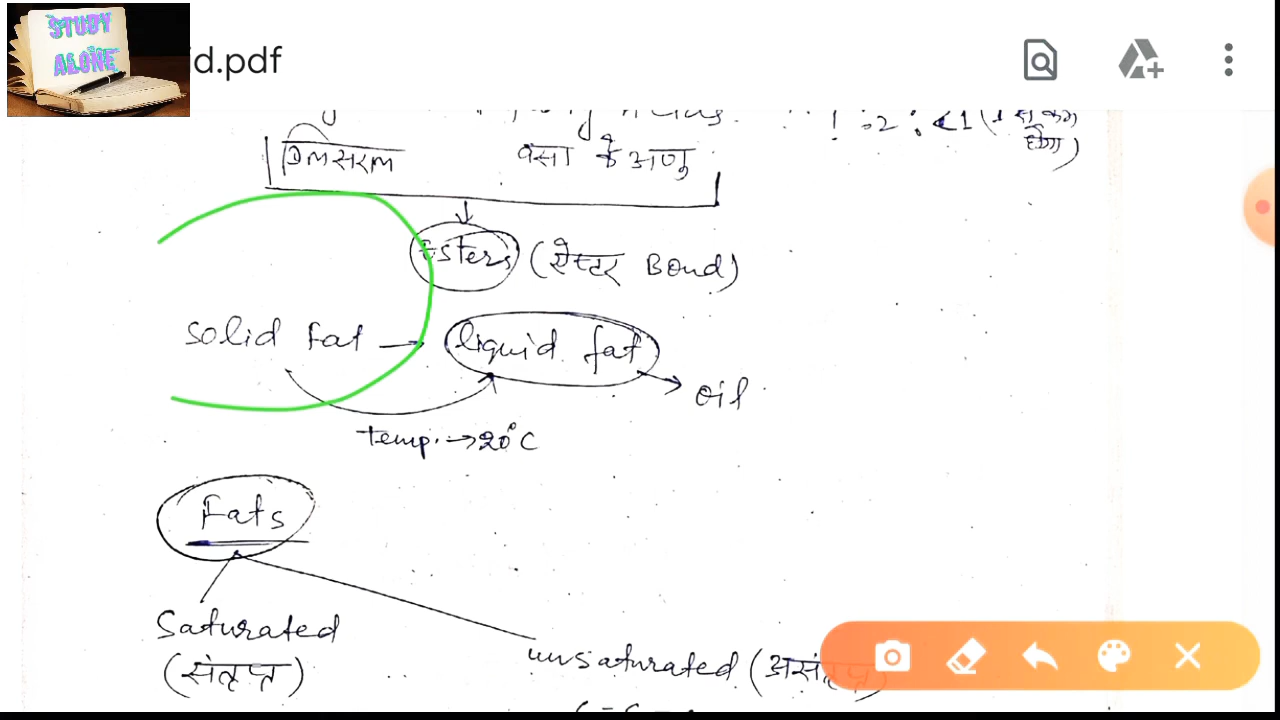 STUDY
ALONE
id.pdf
! :2 : <1 ( 1 से कम
होगा)
वसा के अणु
Esters (ऐस्टर Bond)
solid fat → liquid fat
→ oil
temp. → 20°C
Fats
Saturated
(संतृप्त)
unsaturated (असंतृप्त)